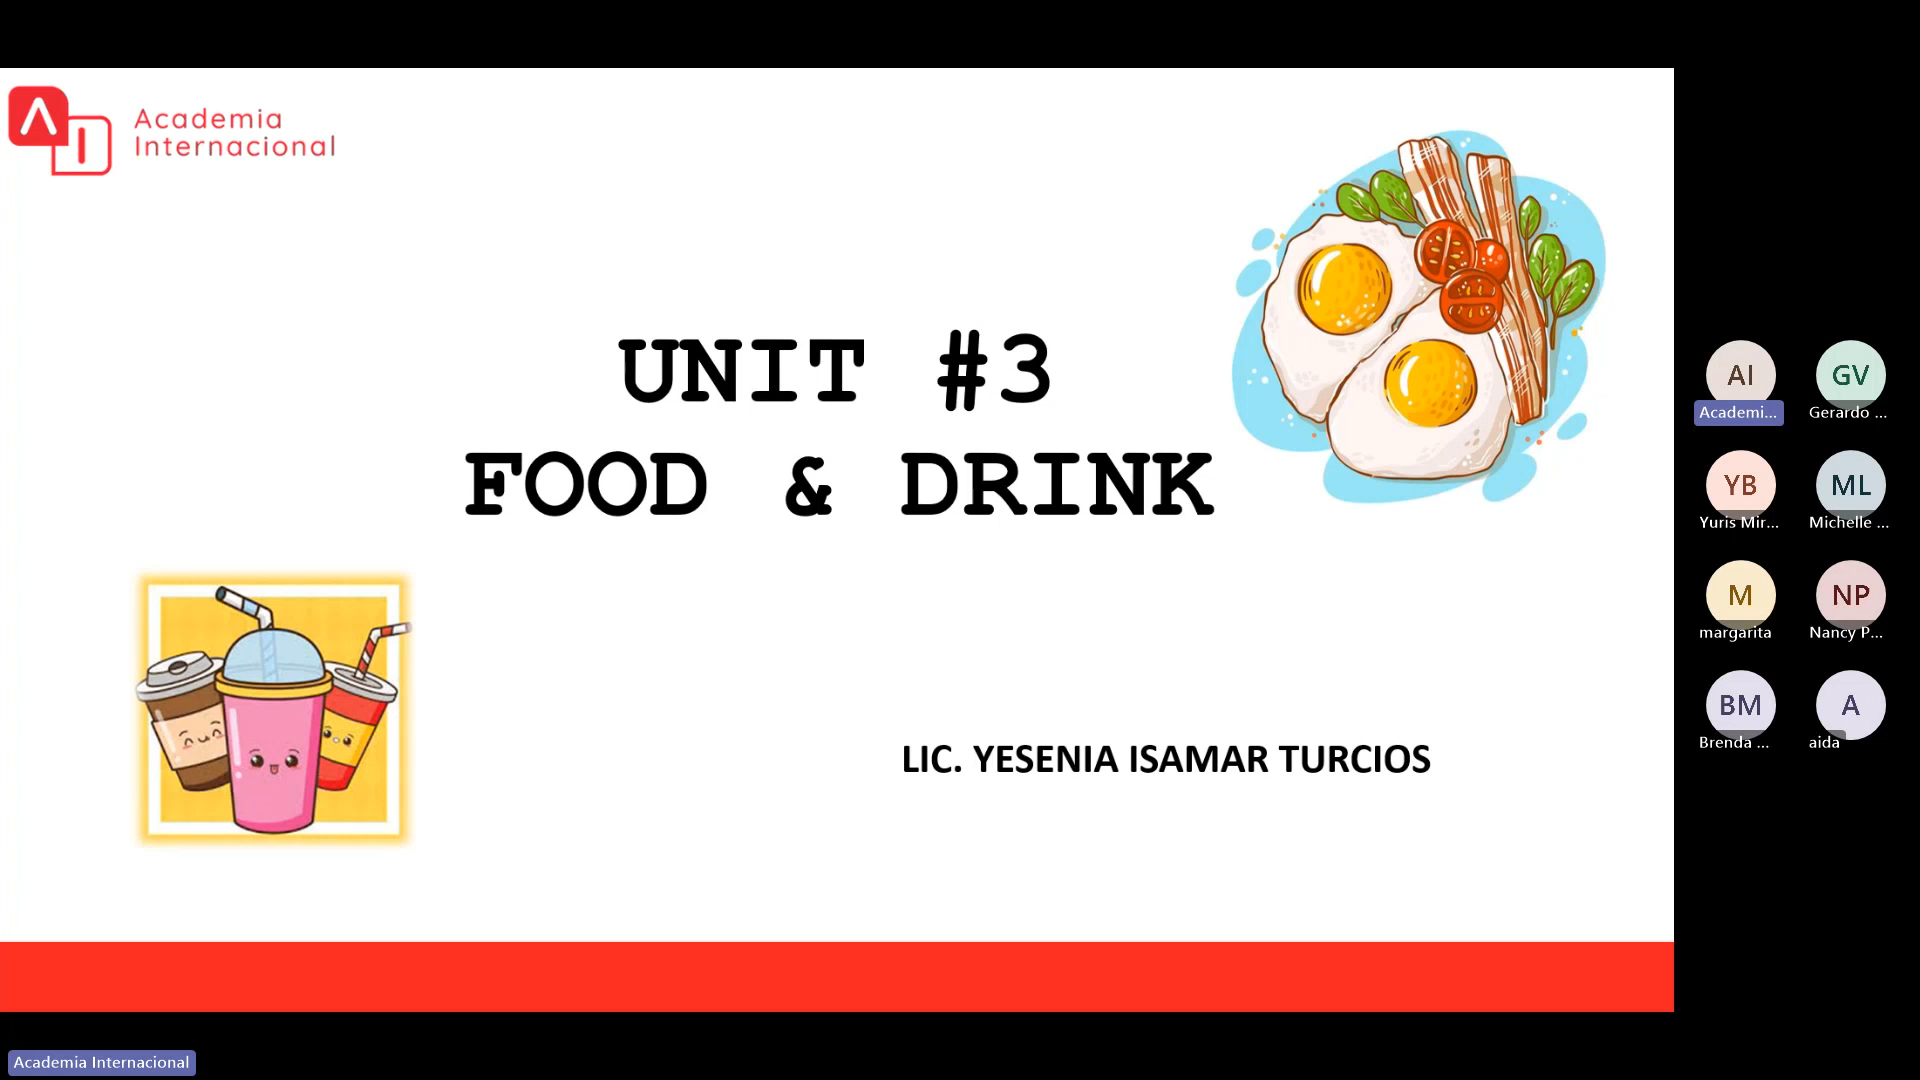 Academia
Internacional
UNIT #3
FOOD & DRINK
LIC. YESENIA ISAMAR TURCIOS
AI
Academi...
GV
Gerardo ...
YB
Yuris Mir...
ML
Michelle ...
M
margarita
NP
Nancy P...
BM
Brenda ...
A
aida
Academia Internacional